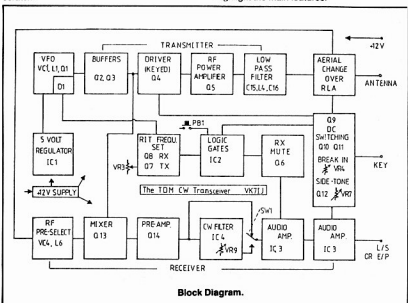 TRANSMITTER
12V
VFO
VC1, L1, Q1
D1
BUFFERS
Q2, Q3
DRIVER
(KEYED)
Q4
RF
POWER
AMPLIFIER
Q5
LOW
PASS
FILTER
C15, L4, C16
AERIAL
CHANGE OVER
RLA
ANTENNA
5 VOLT
REGULATOR
IC1
12V SUPPLY
RIT FREQU.
SET
Q8 RX
Q7 TX
VR3
PB1
LOGIC
GATES
IC2
RX
MUTE
Q6
Q9
DC
SWITCHING
Q10 Q11
BREAK IN
VR4
SIDE-TONE
Q12 VR7
KEY
The TDM CW Transceiver VK7IJ
SW1
RF
PRE-SELECT
VC4, L6
MIXER
Q13
PRE-AMP.
Q14
CW FILTER
IC4
VR9
AUDIO
AMP.
IC3
AUDIO
AMP.
IC3
L/S
OR E/P
RECEIVER
Block Diagram.